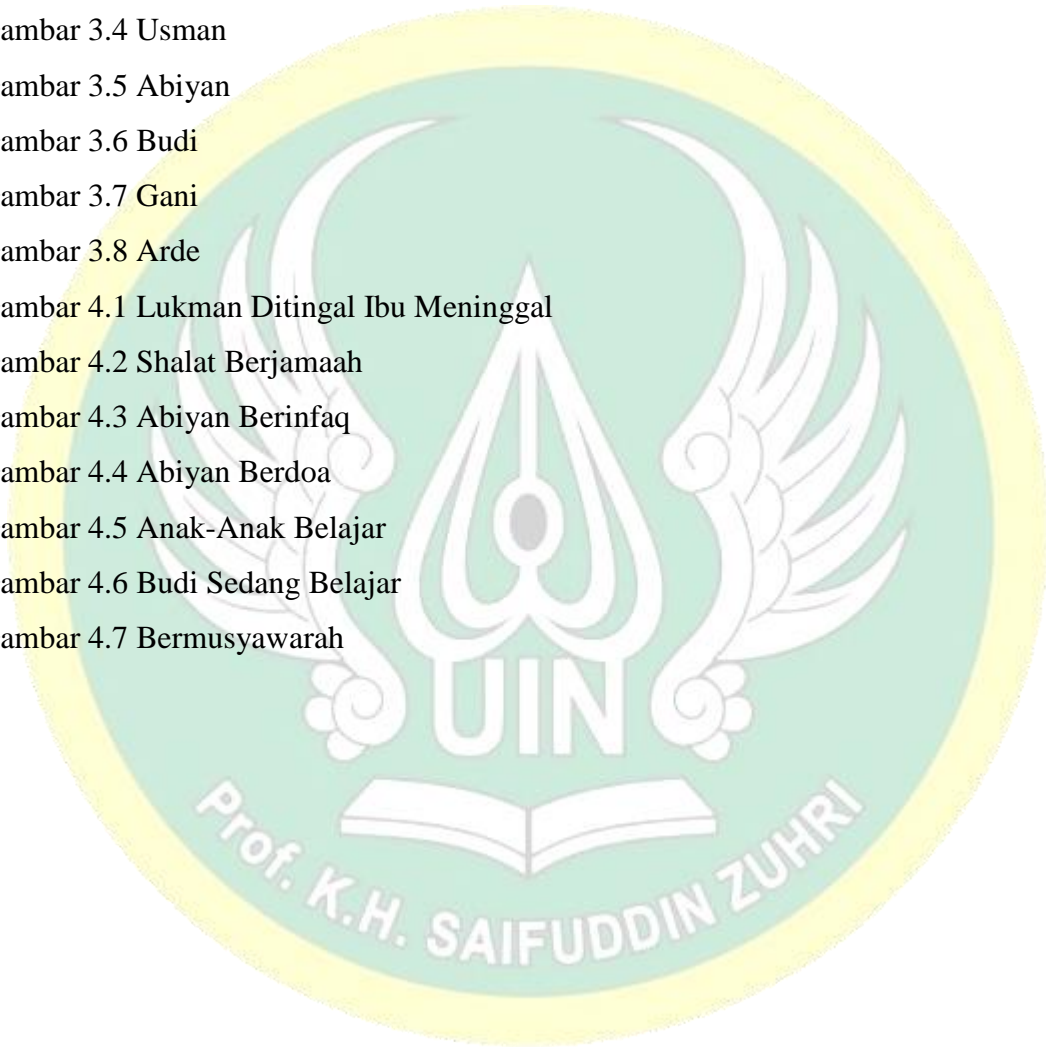 ambar 3.4 Usman
ambar 3.5 Abiyan
ambar 3.6 Budi
ambar 3.7 Gani
ambar 3.8 Arde
ambar 4.1 Lukman Ditingal Ibu Meninggal
ambar 4.2 Shalat Berjamaah
ambar 4.3 Abiyan Berinfaq
ambar 4.4 Abiyan Berdoa
ambar 4.5 Anak-Anak Belajar
ambar 4.6 Budi Sedang Belajar
ambar 4.7 Bermusyawarah
UIN
Prof. K.H. SAIFUDDIN ZUHRI